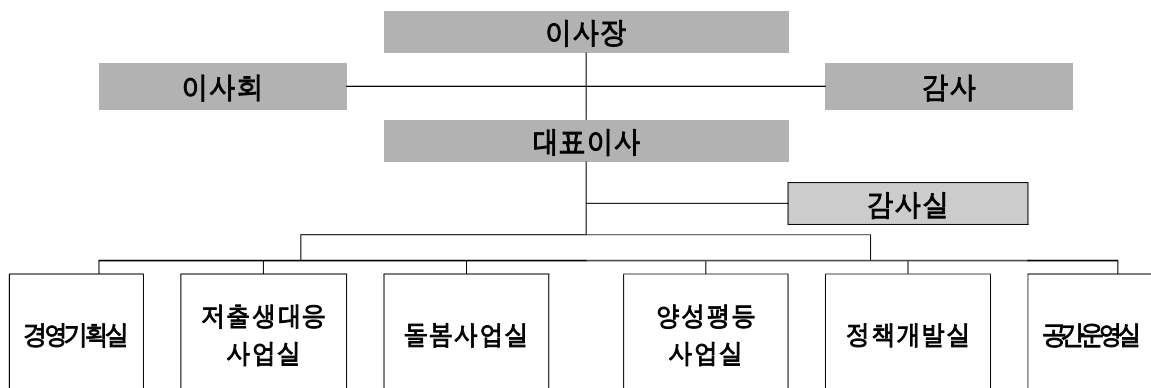 이사장
이사회
감사
대표이사
감사실
경영기획실
저출생대응
사업실
돌봄사업실
양성평등
사업실
정책개발실
공간운영실